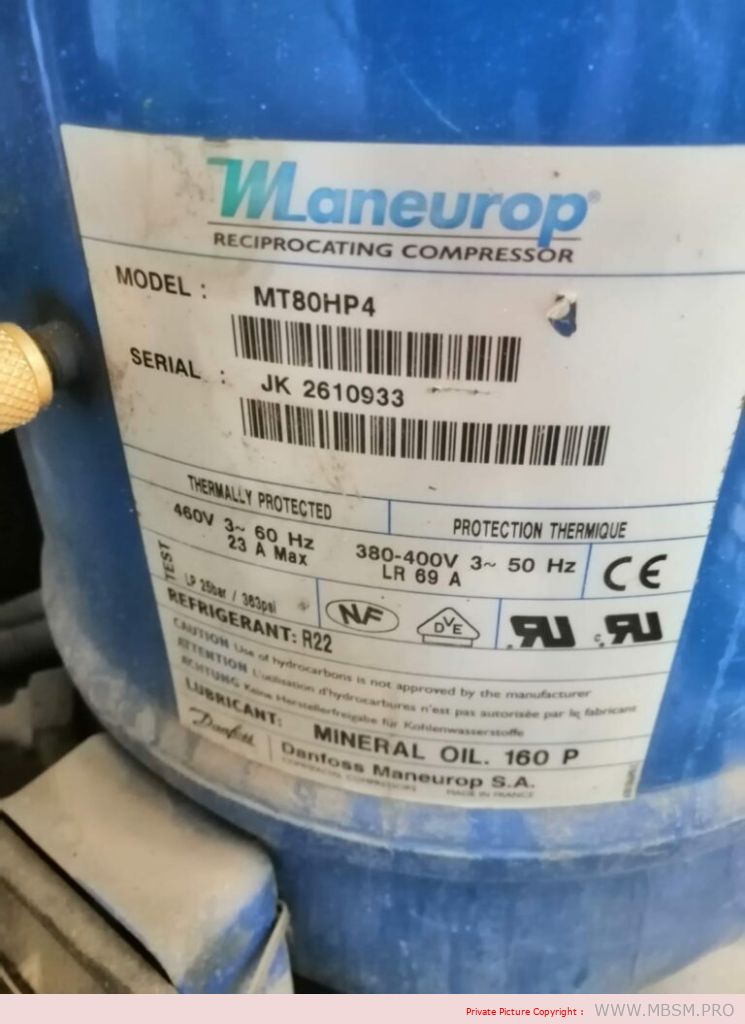 Maneurop®
RECIPROCATING COMPRESSOR
MODEL : MT80HP4
SERIAL : JK 2610933
THERMALLY PROTECTED
PROTECTION THERMIQUE
460V 3~ 60 Hz
23 A Max
380-400V 3~ 50 Hz
LR 69 A
CE
TEST
LP 25bar / 363psi
NF
DVE
REFRIGERANT: R22
CAUTION Use of hydrocarbons is not approved by the manufacturer
ATTENTION L'utilisation d'hydrocarbures n'est pas autorisée par le fabricant
ACHTUNG Keine Herstellerfreigabe für Kohlenwasserstoffe
LUBRICANT: MINERAL OIL. 160 P
Danfoss
Danfoss Maneurop S.A.
COMMERCIAL COMPRESSORS
MADE IN FRANCE
Private Picture Copyright : WWW.MBSM.PRO